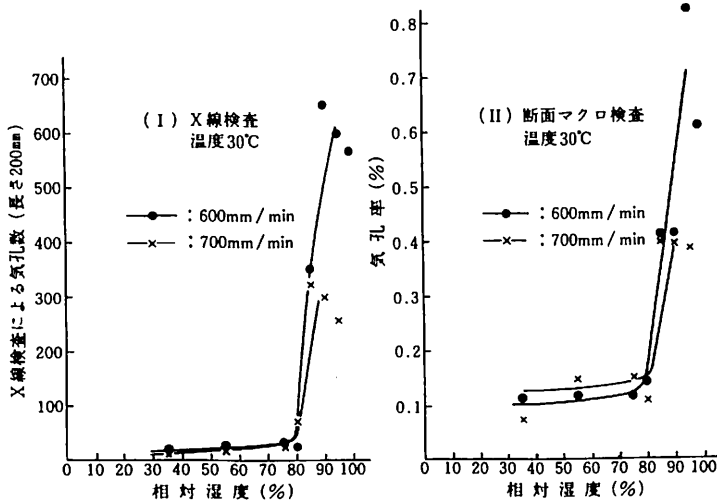 X線検査による気孔数（長さ200mm）
700
600
500
400
300
200
100
0 10 20 30 40 50 60 70 80 90 100
相対湿度(%)
(I) X線検査
温度30℃
：600mm/min
：700mm/min
気孔率(%)
0.8
0.7
0.6
0.5
0.4
0.3
0.2
0.1
0 10 20 30 40 50 60 70 80 90 100
相対湿度(%)
(II) 断面マクロ検査
温度30℃
：600mm/min
：700mm/min